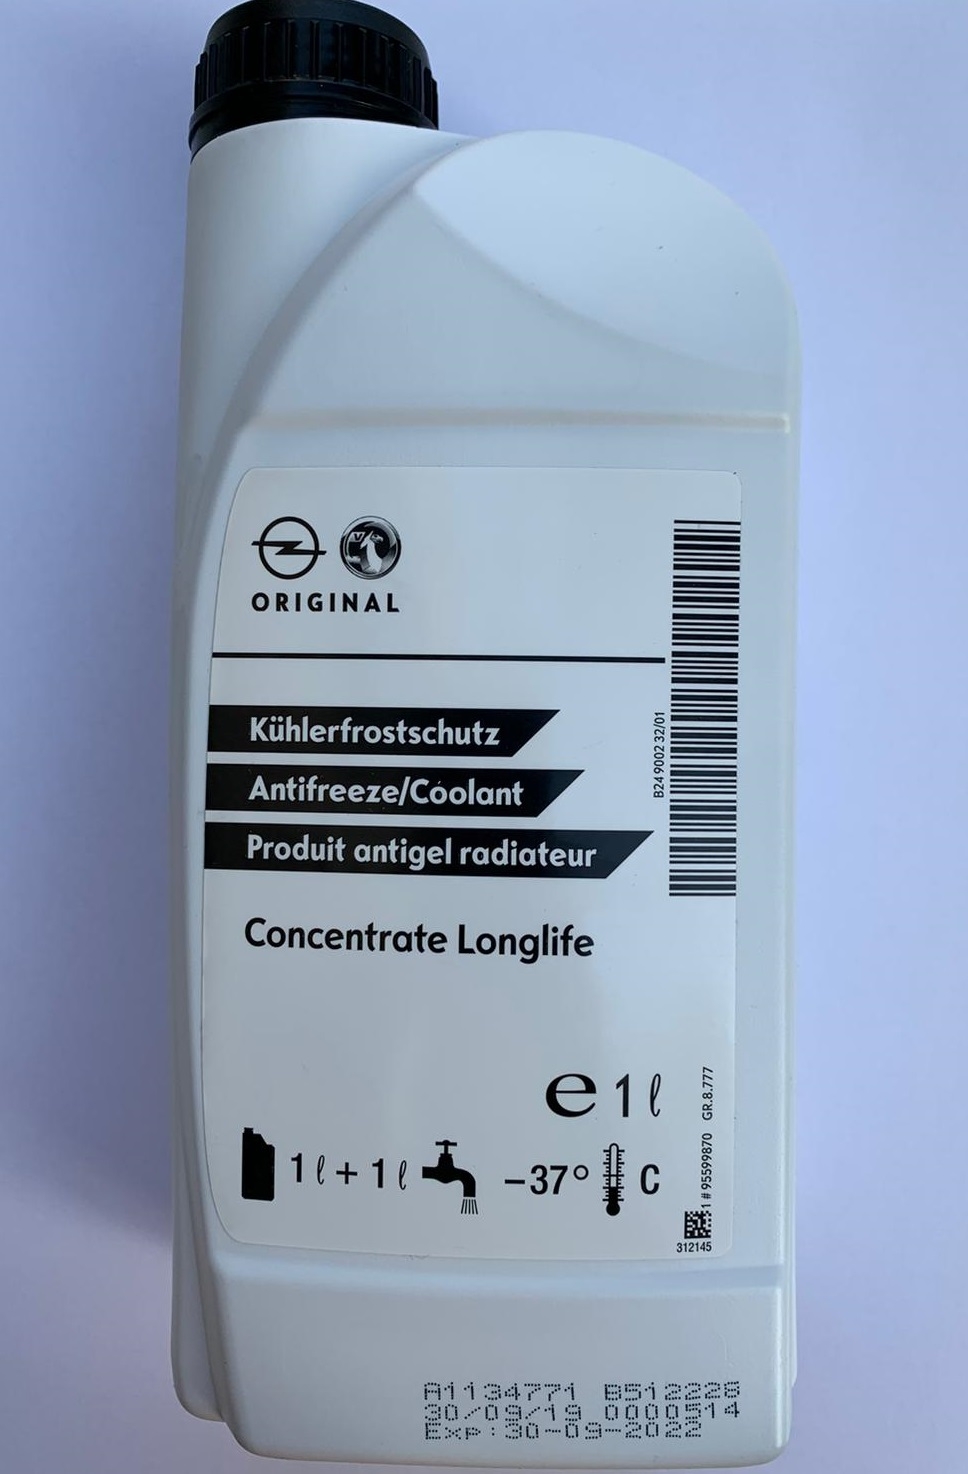 ORIGINAL
Kühlerfrostschutz
Antifreeze/Coolant
Produit antigel radiateur
Concentrate Longlife
B24 9002 32/01
e 1 ℓ
1 ℓ + 1 ℓ
-37° C
1 # 95599870 GR.8.777
312145
A1134771 B512228
30/09/19 0000514
Exp:30-09-2022